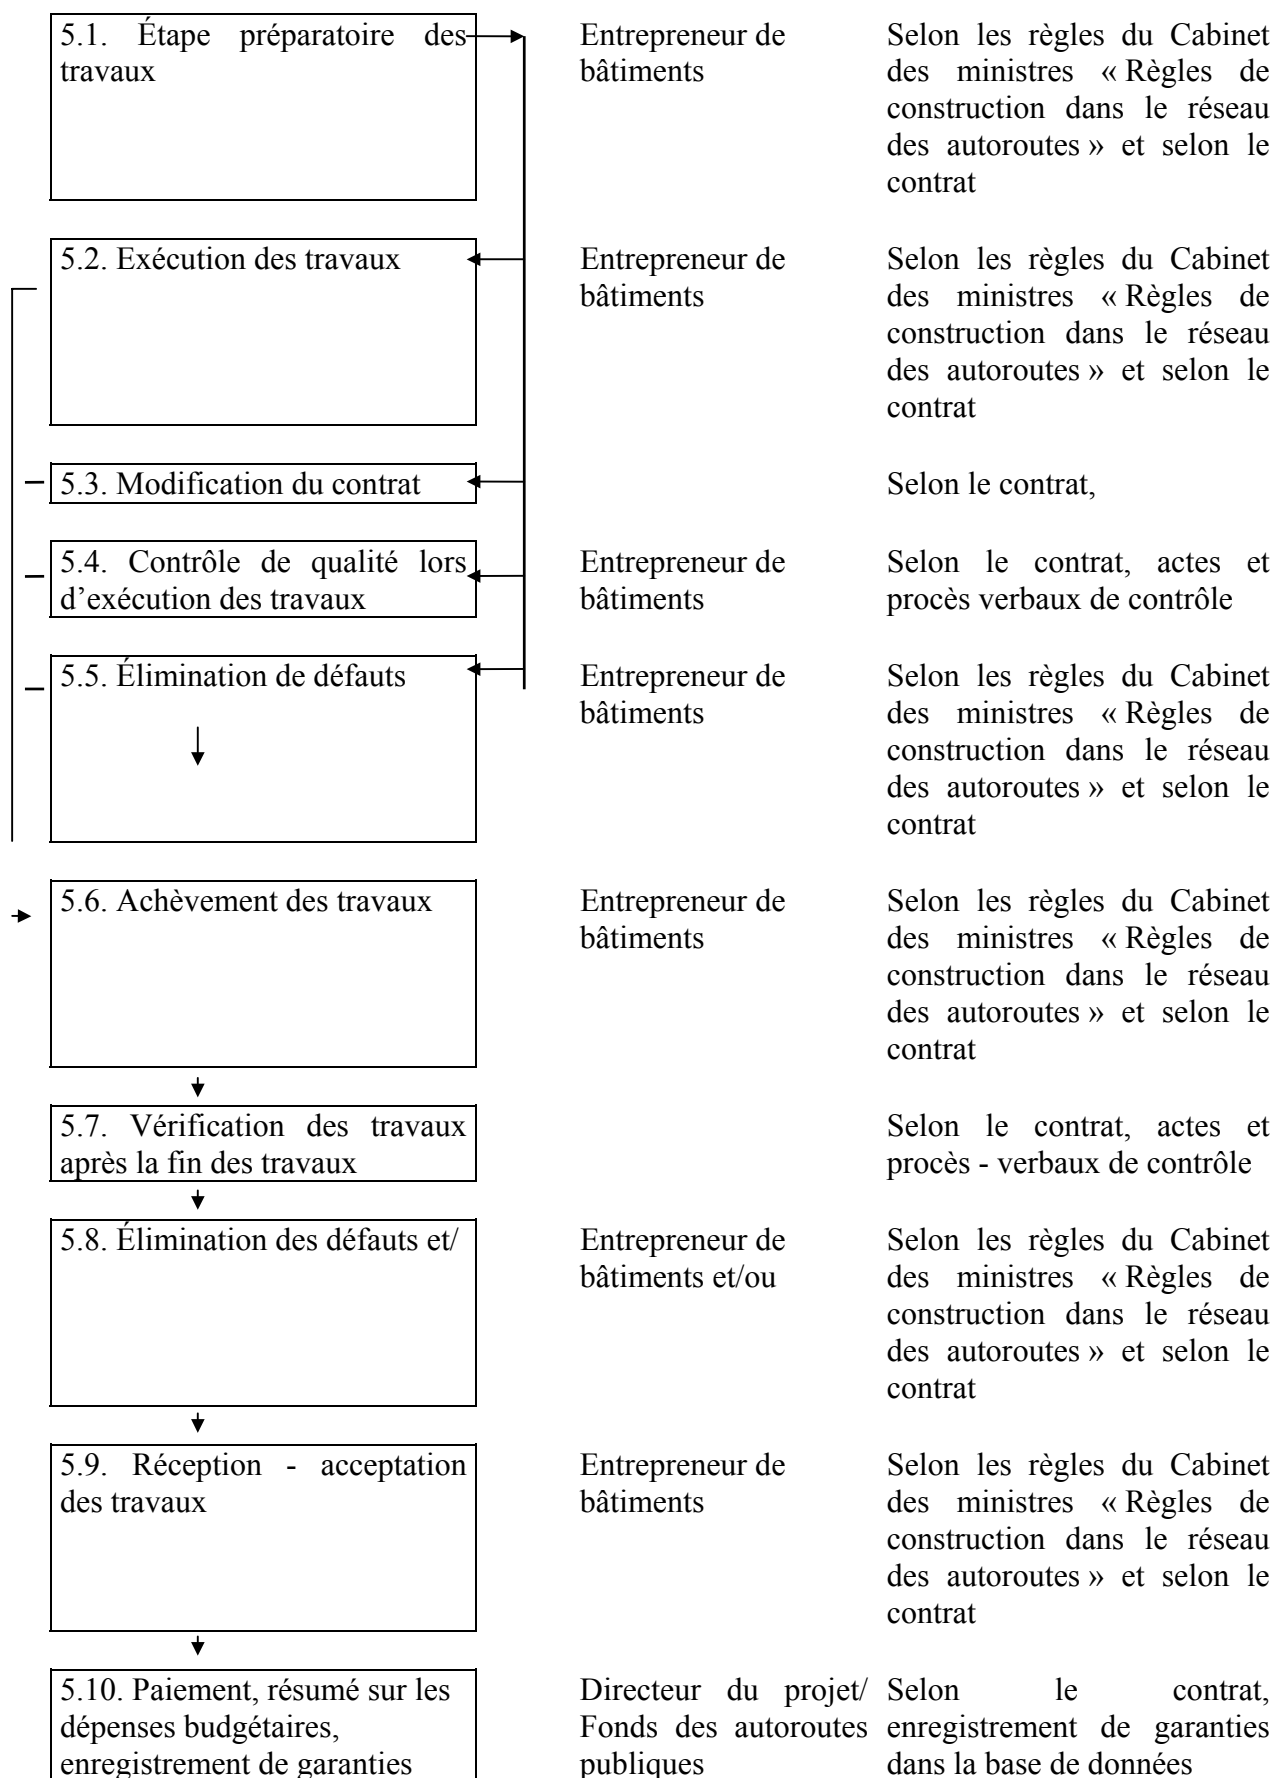 5.1. Étape préparatoire des
travaux
Entrepreneur de
bâtiments
Selon les règles du Cabinet
des ministres « Règles de
construction dans le réseau
des autoroutes » et selon le
contrat
5.2. Exécution des travaux
Entrepreneur de
bâtiments
Selon les règles du Cabinet
des ministres « Règles de
construction dans le réseau
des autoroutes » et selon le
contrat
5.3. Modification du contrat
Selon le contrat,
5.4. Contrôle de qualité lors
d’exécution des travaux
Entrepreneur de
bâtiments
Selon le contrat, actes et
procès verbaux de contrôle
5.5. Élimination de défauts
Entrepreneur de
bâtiments
Selon les règles du Cabinet
des ministres « Règles de
construction dans le réseau
des autoroutes » et selon le
contrat
5.6. Achèvement des travaux
Entrepreneur de
bâtiments
Selon les règles du Cabinet
des ministres « Règles de
construction dans le réseau
des autoroutes » et selon le
contrat
5.7. Vérification des travaux
après la fin des travaux
Selon le contrat, actes et
procès - verbaux de contrôle
5.8. Élimination des défauts et/
Entrepreneur de
bâtiments et/ou
Selon les règles du Cabinet
des ministres « Règles de
construction dans le réseau
des autoroutes » et selon le
contrat
5.9. Réception - acceptation
des travaux
Entrepreneur de
bâtiments
Selon les règles du Cabinet
des ministres « Règles de
construction dans le réseau
des autoroutes » et selon le
contrat
5.10. Paiement, résumé sur les
dépenses budgétaires,
enregistrement de garanties
Directeur du projet/
Fonds des autoroutes
publiques
Selon le contrat,
enregistrement de garanties
dans la base de données